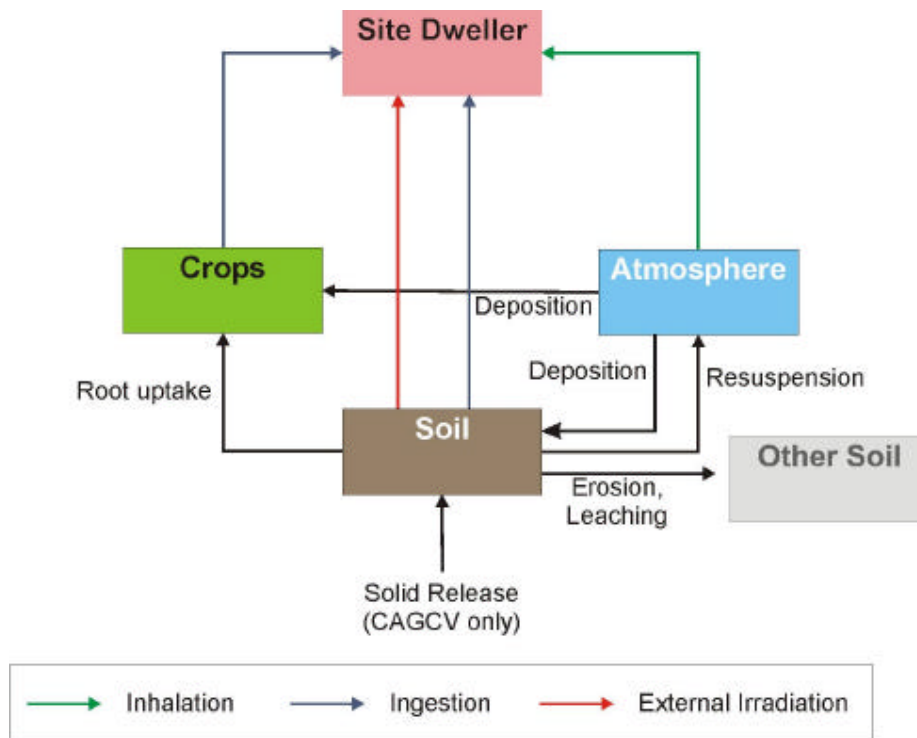 Site Dweller
Crops
Atmosphere
Deposition
Deposition
Root uptake
Resuspension
Soil
Other Soil
Erosion,
Leaching
Solid Release
(CAGCV only)
Inhalation
Ingestion
External Irradiation